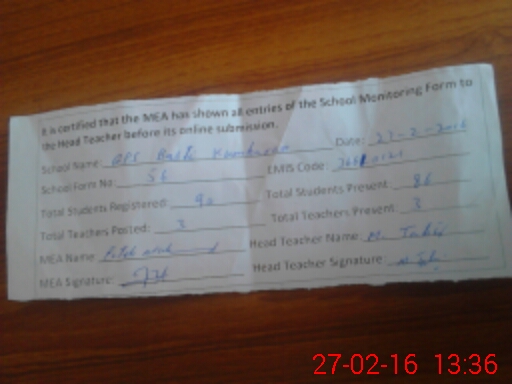 It is certified that the MEA has shown all entries of the School Monitoring Form to
the Head Teacher before its online submission.
School Name: GPS Date: 27-2-2016
School Form No: 56 EMIS Code:
Total Students Registered: 90 Total Students Present: 86
Total Teachers Posted: 3 Total Teachers Present: 3
MEA Name: Head Teacher Name: M. Tahir
MEA Signature: Head Teacher Signature:
27-02-16 13:36